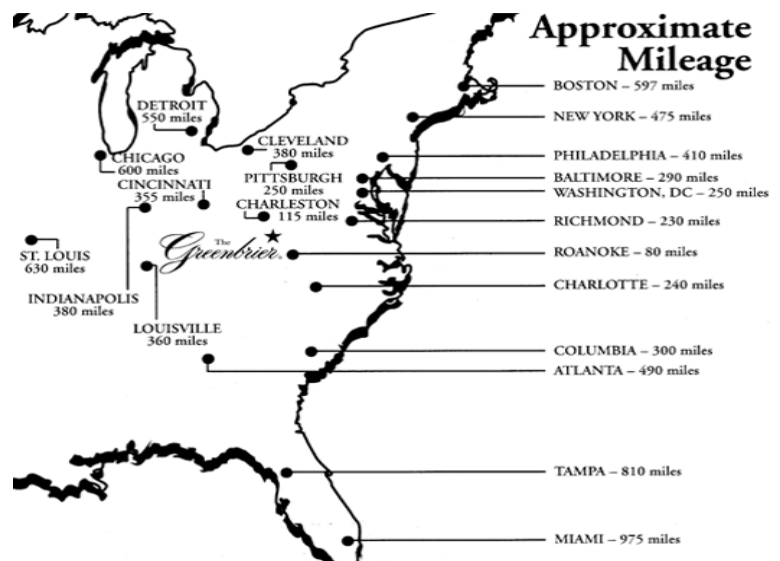 Approximate
Mileage
DETROIT
550 miles
CHICAGO
600 miles
CLEVELAND
380 miles
PITTSBURGH
250 miles
CINCINNATI
355 miles
CHARLESTON
115 miles
The
Greenbrier
ST. LOUIS
630 miles
INDIANAPOLIS
380 miles
LOUISVILLE
360 miles
BOSTON – 597 miles
NEW YORK – 475 miles
PHILADELPHIA – 410 miles
BALTIMORE – 290 miles
WASHINGTON, DC – 250 miles
RICHMOND – 230 miles
ROANOKE – 80 miles
CHARLOTTE – 240 miles
COLUMBIA – 300 miles
ATLANTA – 490 miles
TAMPA – 810 miles
MIAMI – 975 miles